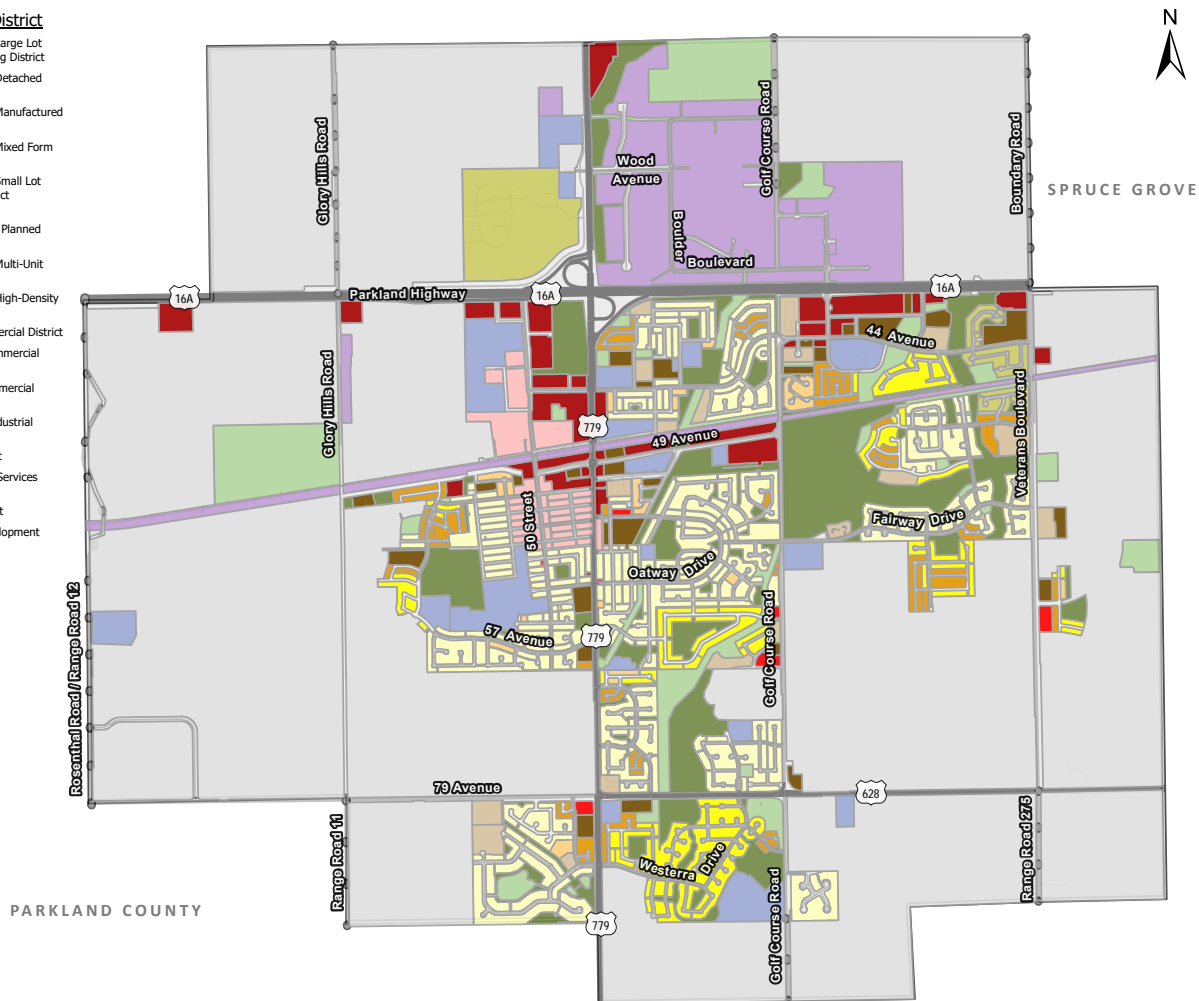 District
arge Lot
g District
Detached
Manufactured
Mixed Form
Small Lot
ct
Planned
Multi-Unit
High-Density
ercial District
mmercial
mercial
dustrial
t
Services
t
lopment
N
SPRUCE GROVE
PARKLAND COUNTY
Glory Hills Road
Golf Course Road
Boundary Road
Wood
Avenue
Boulder
Boulevard
16A
Parkland Highway
16A
16A
44 Avenue
Glory Hills Road
Veterans Boulevard
779
49 Avenue
50 Street
Fairway Drive
Oatway Drive
57 Avenue
779
Golf Course Road
Rosenthal Road / Range Road 12
79 Avenue
628
Range Road 11
Range Road 275
Westerra Drive
Golf Course Road
779